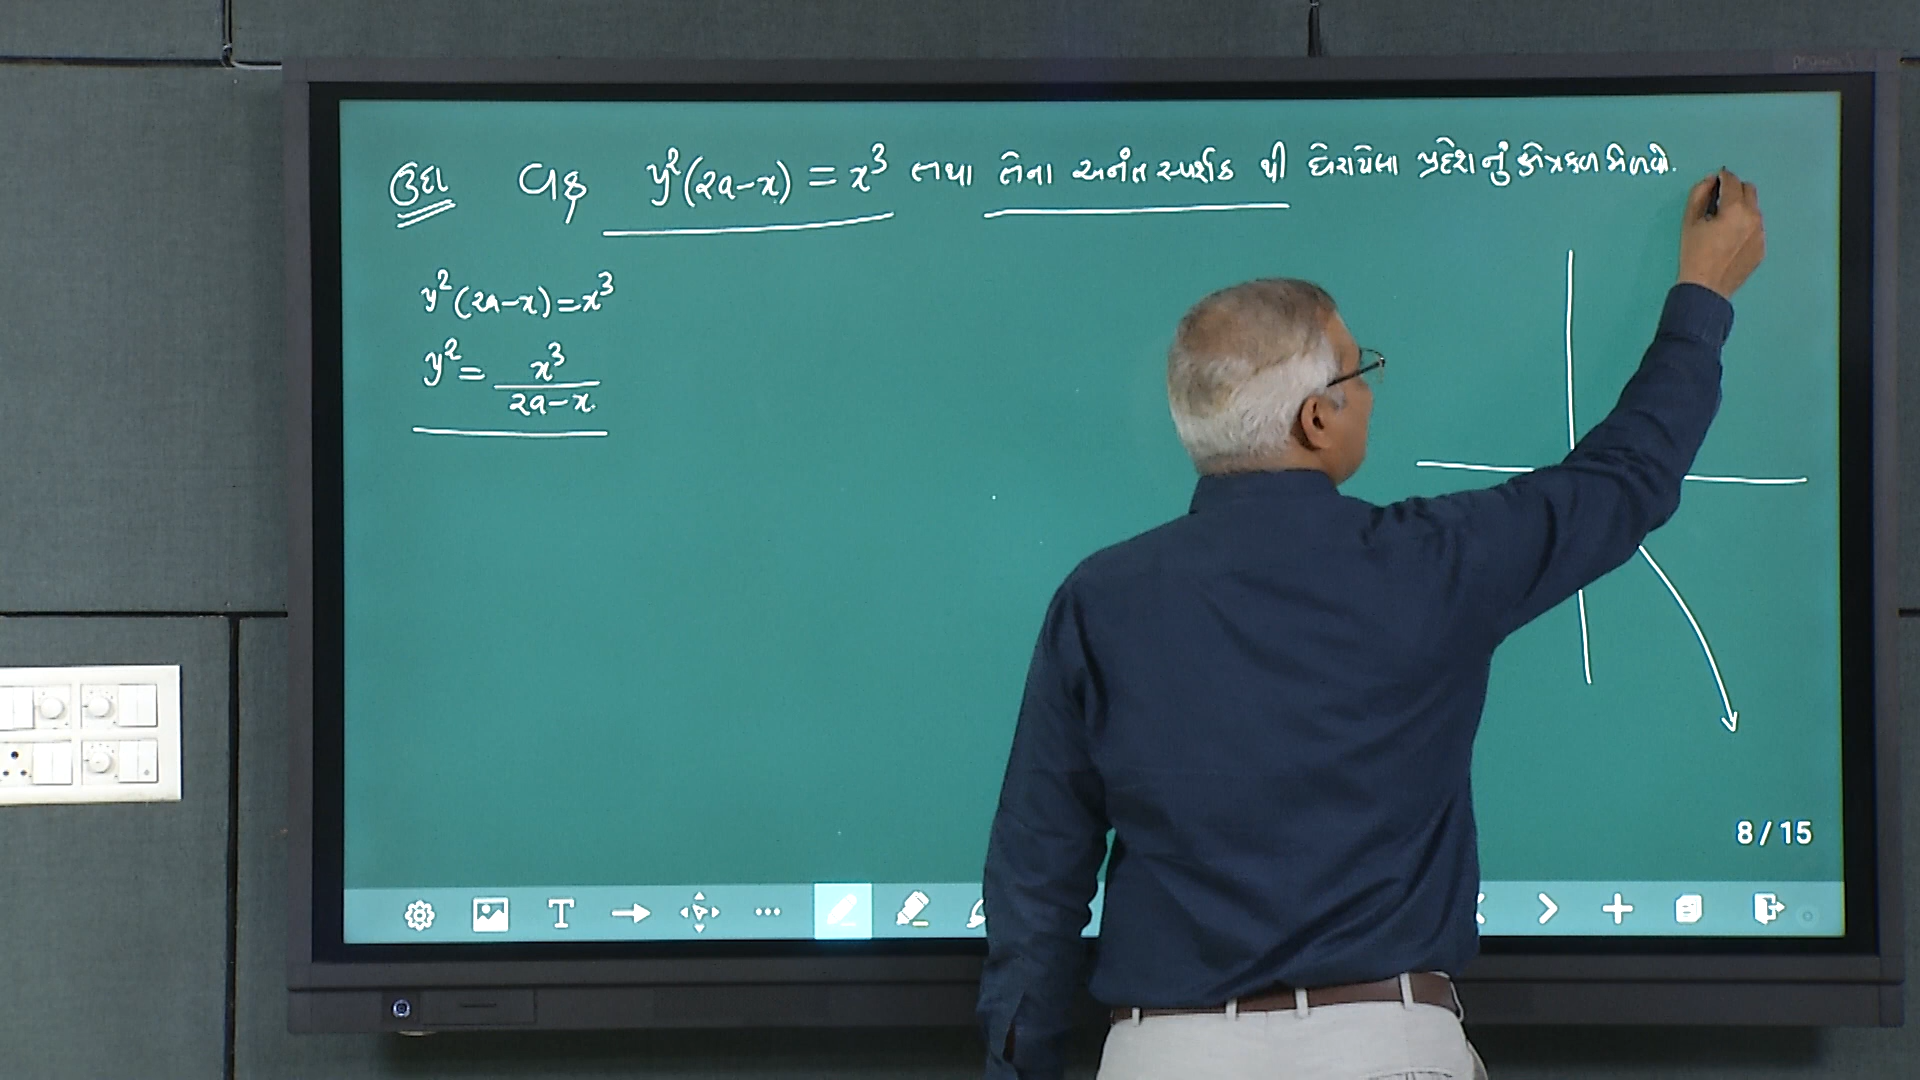 ઉદા વક્ર y²(2a-x) = x³ તથા તેના અનંત સ્પર્શક થી ઘેરાયેલા પ્રદેશનું ક્ષેત્રફળ મેળવો.
y²(2a-x)=x³
y² = x³/(2a-x)
8/15
T